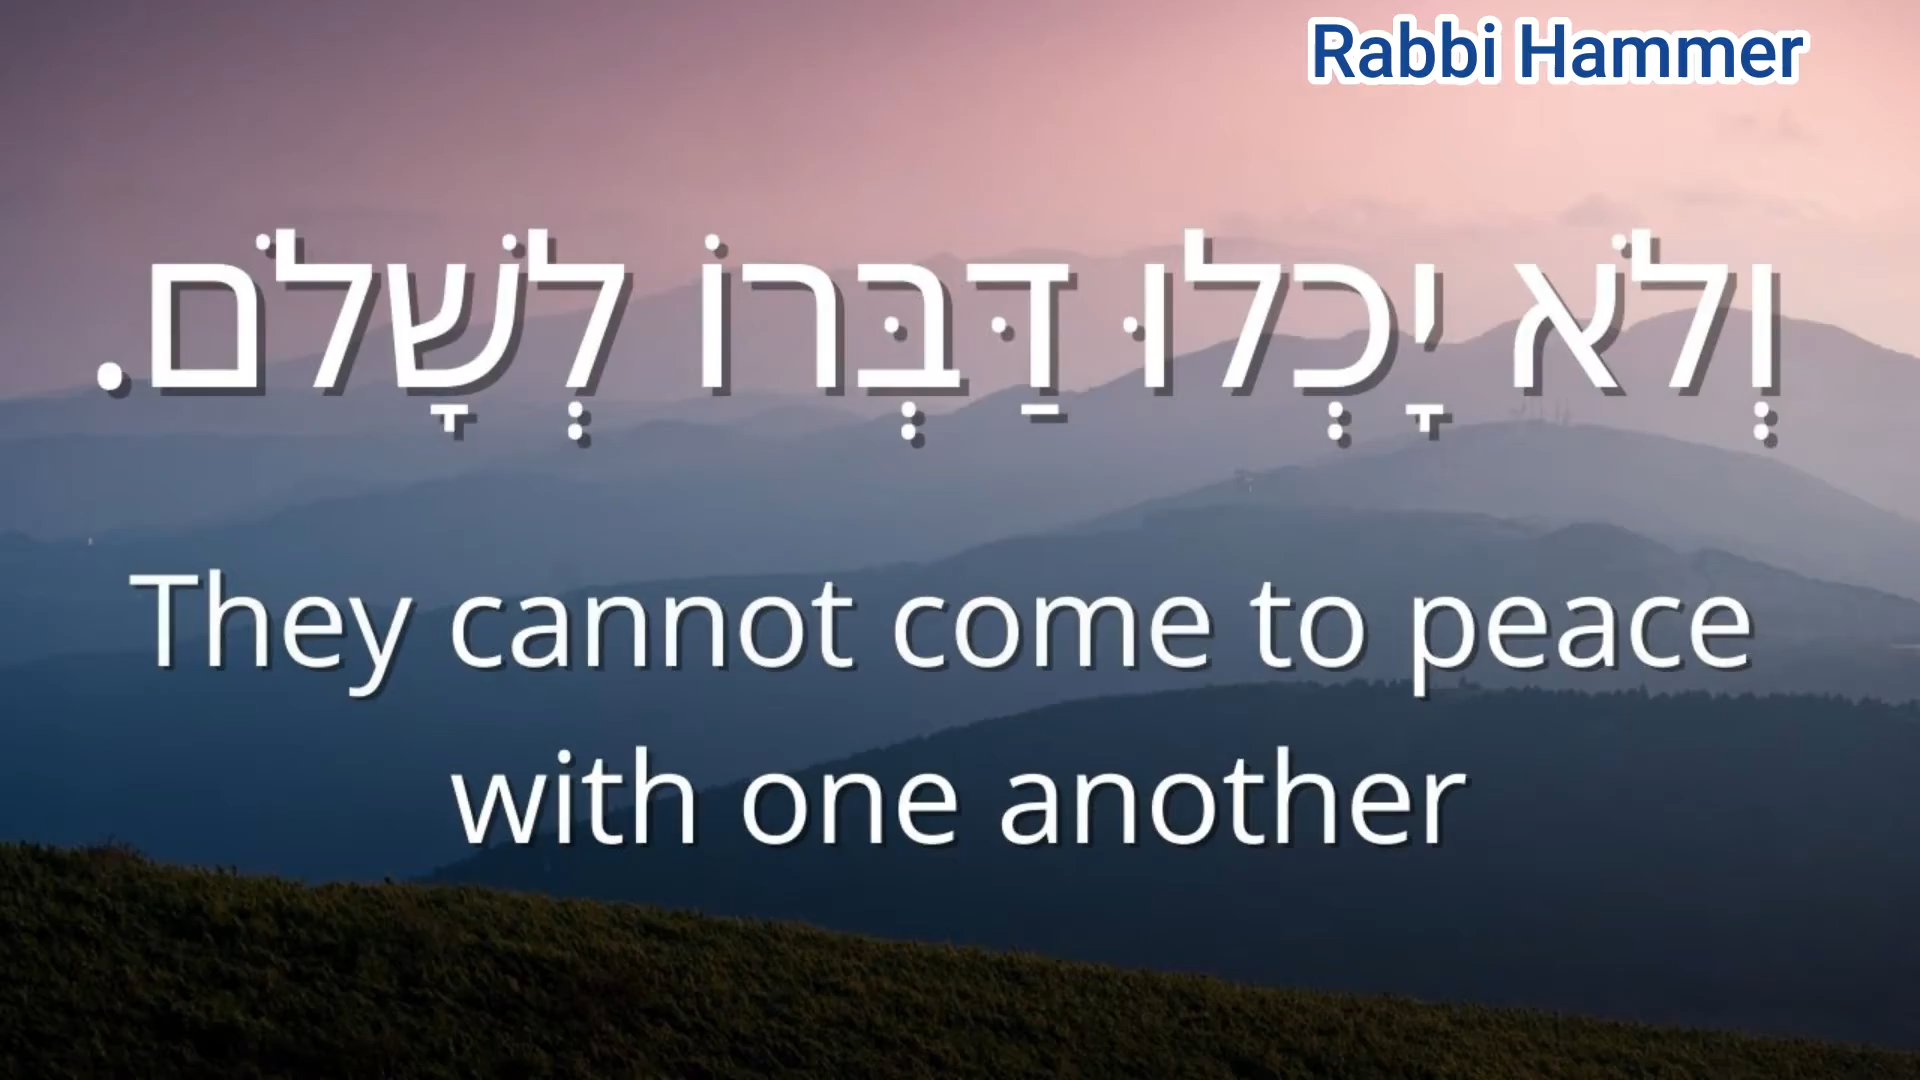 Rabbi Hammer
וְלֹא יָכְלוּ דַּבְּרוֹ לְשָׁלֹם.
They cannot come to peace
with one another